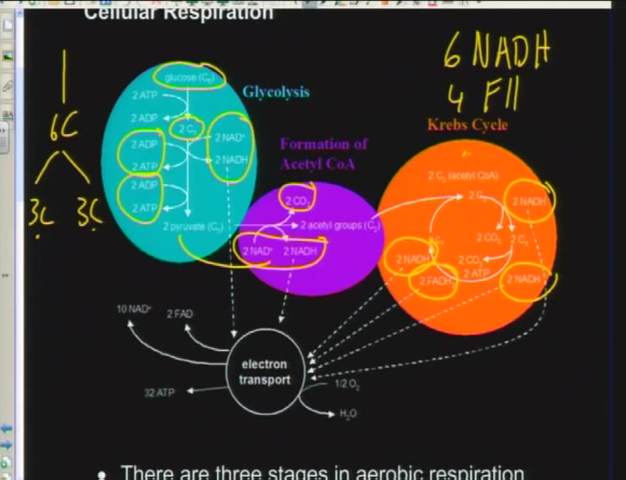 Cellular Respiration
6 NADH
4 F
Krebs Cycle
Glycolysis
Formation of
Acetyl CoA
glucose (C6)
2 ATP
2 ADP
2 C3
2 ADP
2 ATP
2 NAD+
2 NADH
2 ADP
2 ATP
2 pyruvate (C3)
6C
3C 3C
2 CO2
2 acetyl groups (C2)
2 NAD+ 2 NADH
2 C2 (acetyl CoA)
2 NADH
2 CO2
2 CO2
2 ATP
2 NADH
2 FADH2
2 NADH
10 NAD+
2 FAD
electron
transport
32 ATP
1/2 O2
H2O
• There are three stages in aerobic respiration